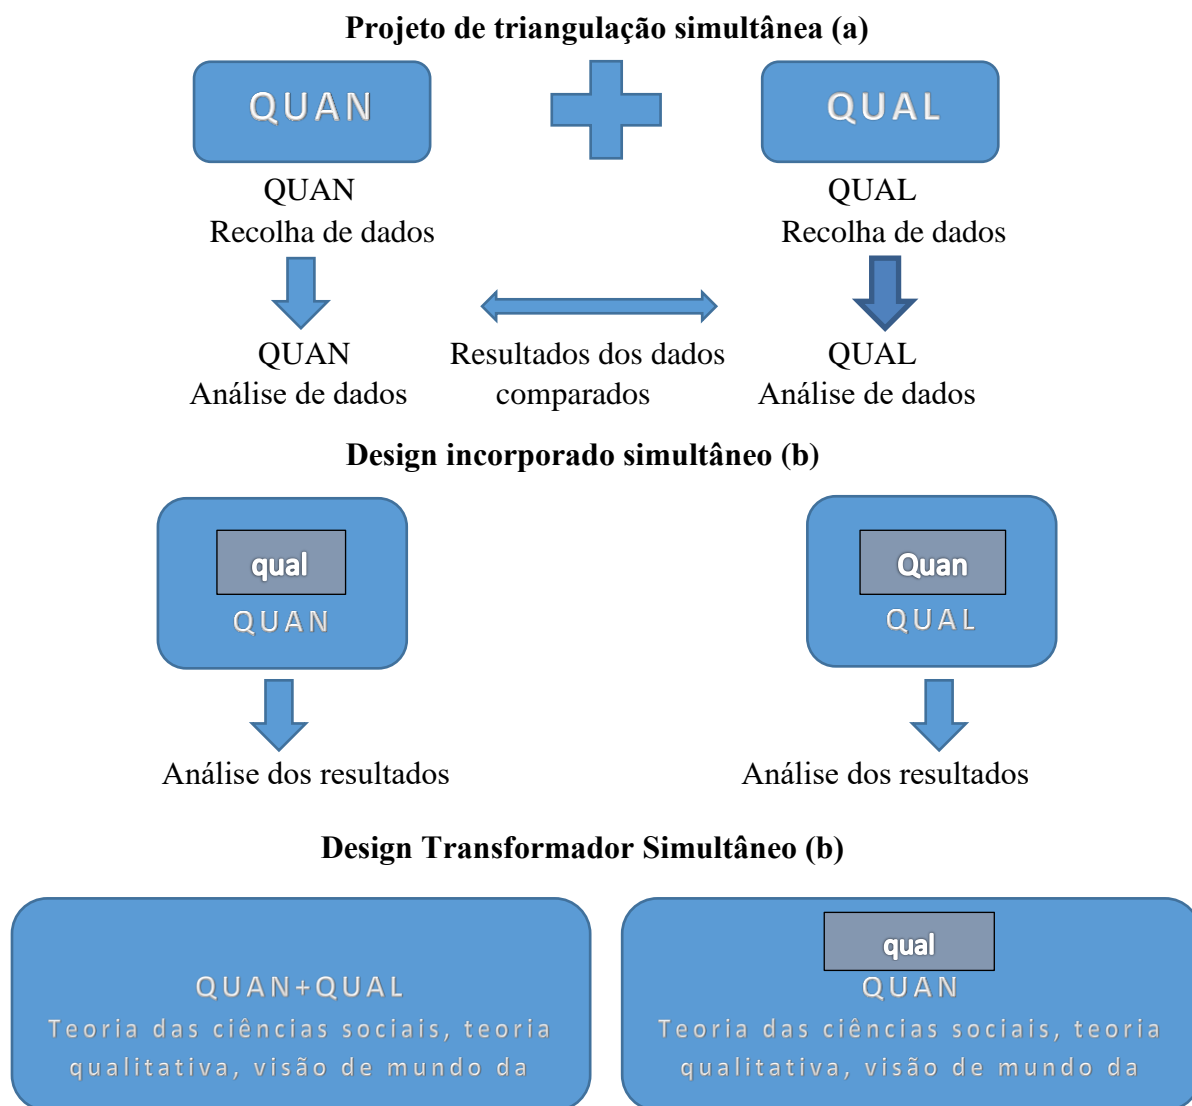 Projeto de triangulação simultânea (a)
QUAN
QUAL
QUAN
Recolha de dados
QUAL
Recolha de dados
QUAN
Análise de dados
Resultados dos dados
comparados
QUAL
Análise de dados
Design incorporado simultâneo (b)
qual
QUAN
Quan
QUAL
Análise dos resultados
Análise dos resultados
Design Transformador Simultâneo (b)
QUAN+QUAL
Teoria das ciências sociais, teoria
qualitativa, visão de mundo da
qual
QUAN
Teoria das ciências sociais, teoria
qualitativa, visão de mundo da